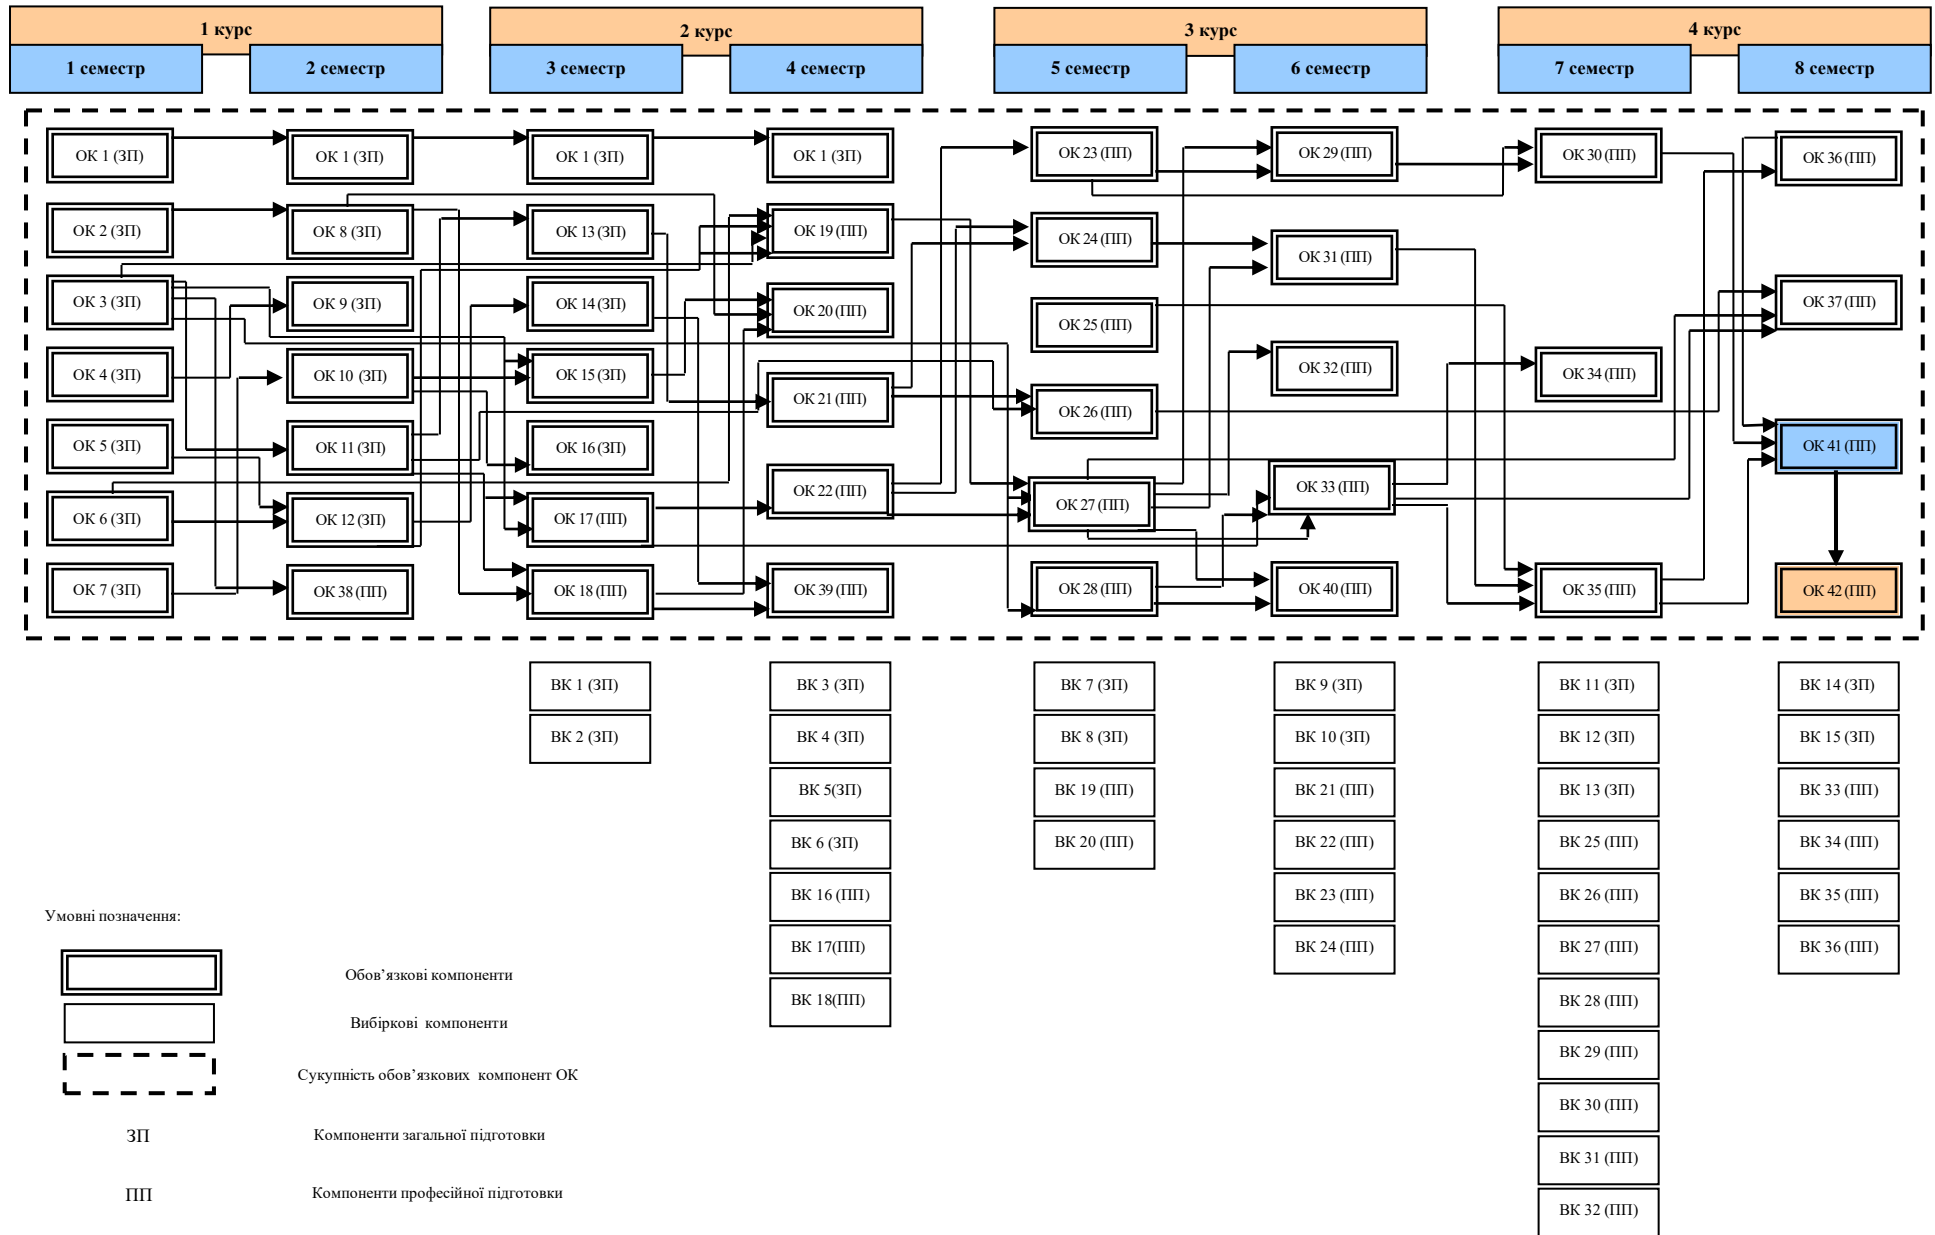 1 курс
2 курс
3 курс
4 курс
1 семестр
2 семестр
3 семестр
4 семестр
5 семестр
6 семестр
7 семестр
8 семестр
ОК 1 (ЗП)
ОК 2 (ЗП)
ОК 3 (ЗП)
ОК 4 (ЗП)
ОК 5 (ЗП)
ОК 6 (ЗП)
ОК 7 (ЗП)
ОК 1 (ЗП)
ОК 8 (ЗП)
ОК 9 (ЗП)
ОК 10 (ЗП)
ОК 11 (ЗП)
ОК 12 (ЗП)
ОК 38 (ПП)
ОК 1 (ЗП)
ОК 13 (ЗП)
ОК 14 (ЗП)
ОК 15 (ЗП)
ОК 16 (ЗП)
ОК 17 (ПП)
ОК 18 (ПП)
ОК 1 (ЗП)
ОК 19 (ПП)
ОК 20 (ПП)
ОК 21 (ПП)
ОК 22 (ПП)
ОК 39 (ПП)
ОК 23 (ПП)
ОК 24 (ПП)
ОК 25 (ПП)
ОК 26 (ПП)
ОК 27 (ПП)
ОК 28 (ПП)
ОК 29 (ПП)
ОК 31 (ПП)
ОК 32 (ПП)
ОК 33 (ПП)
ОК 40 (ПП)
ОК 30 (ПП)
ОК 34 (ПП)
ОК 35 (ПП)
ОК 36 (ПП)
ОК 37 (ПП)
ОК 41 (ПП)
ОК 42 (ПП)
ВК 1 (ЗП)
ВК 2 (ЗП)
ВК 3 (ЗП)
ВК 4 (ЗП)
ВК 5(ЗП)
ВК 6 (ЗП)
ВК 16 (ПП)
ВК 17(ПП)
ВК 18(ПП)
ВК 7 (ЗП)
ВК 8 (ЗП)
ВК 19 (ПП)
ВК 20 (ПП)
ВК 9 (ЗП)
ВК 10 (ЗП)
ВК 21 (ПП)
ВК 22 (ПП)
ВК 23 (ПП)
ВК 24 (ПП)
ВК 11 (ЗП)
ВК 12 (ЗП)
ВК 13 (ЗП)
ВК 25 (ПП)
ВК 26 (ПП)
ВК 27 (ПП)
ВК 28 (ПП)
ВК 29 (ПП)
ВК 30 (ПП)
ВК 31 (ПП)
ВК 32 (ПП)
ВК 14 (ЗП)
ВК 15 (ЗП)
ВК 33 (ПП)
ВК 34 (ПП)
ВК 35 (ПП)
ВК 36 (ПП)
Умовні позначення:
Обов’язкові компоненти
Вибіркові компоненти
Сукупність обов’язкових компонент ОК
ЗП Компоненти загальної підготовки
ПП Компоненти професійної підготовки